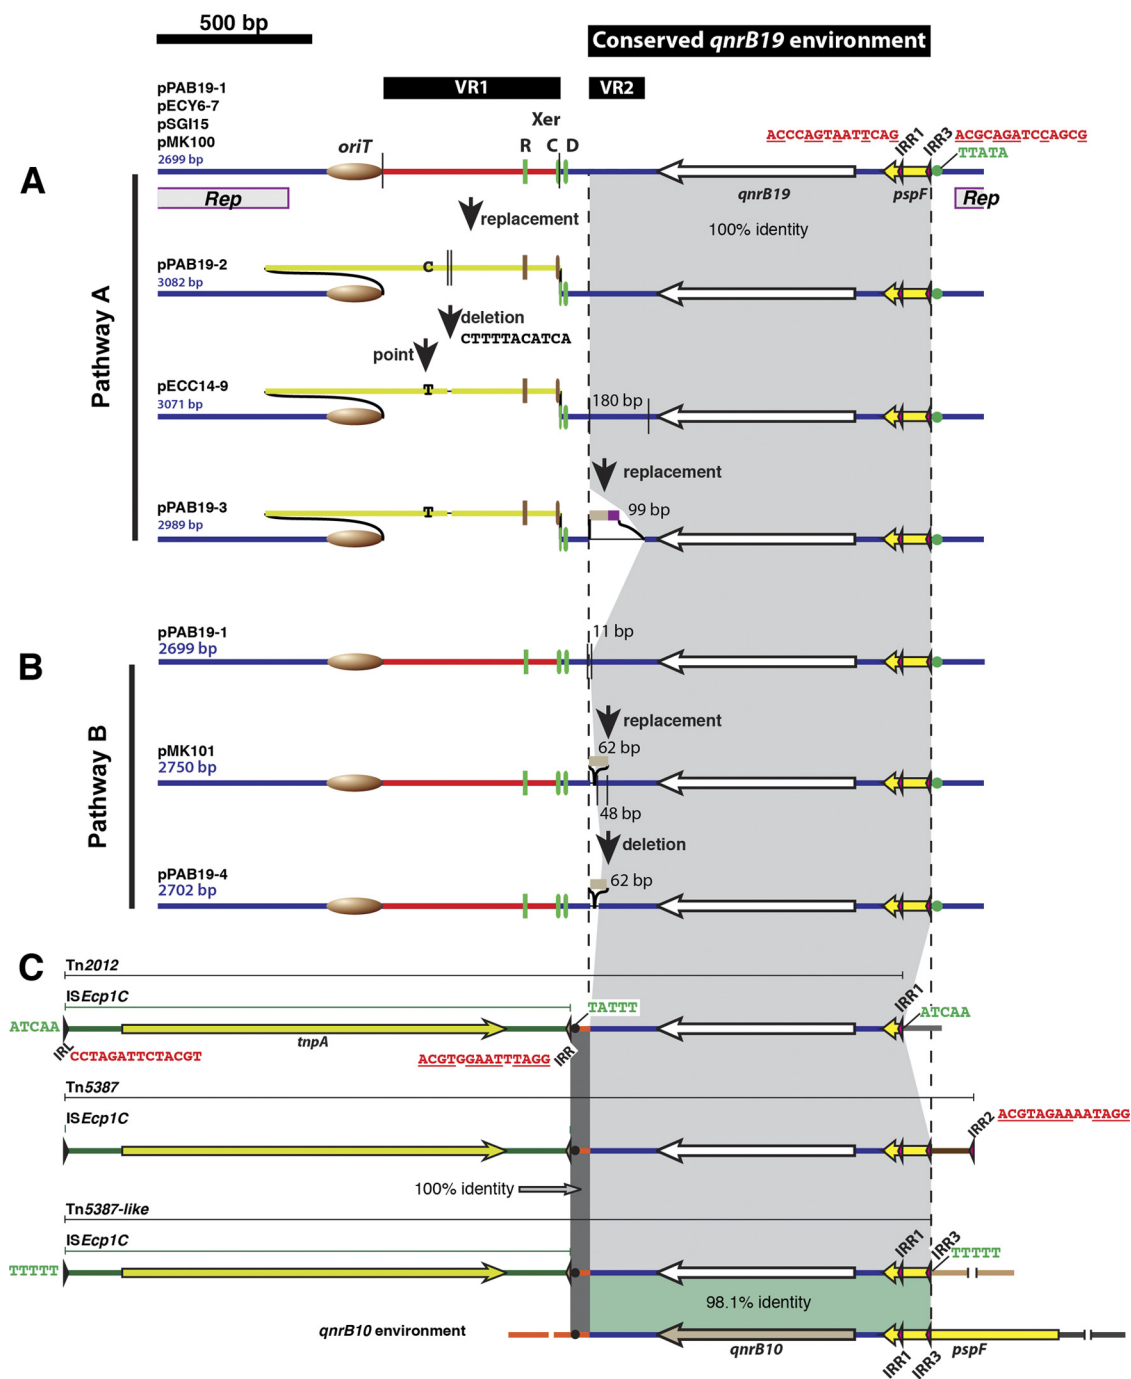 500 bp
Conserved qnrB19 environment
VR1
VR2
pPAB19-1
pECY6-7
pSGI15
pMK100
2699 bp
Xer
R C D
oriT
ACCCAGTAATTCAG
IRR1
IRR3
ACGCAGATCCAGCG
TTATA
A
Rep
qnrB19
pspF
Rep
replacement
100% identity
pPAB19-2
3082 bp
C
deletion
CTTTTACATCA
point
Pathway A
pECC14-9
3071 bp
T
180 bp
replacement
pPAB19-3
2989 bp
T
99 bp
pPAB19-1
2699 bp
11 bp
B
replacement
pMK101
2750 bp
62 bp
48 bp
Pathway B
deletion
pPAB19-4
2702 bp
62 bp
C
Tn2012
ISEcp1C
TATTT
IRR1
ATCAA
ATCAA
tnpA
IRL
CCTAGATTCTACGT
ACGTGGAATTTAGG
IRR
Tn5387
ISEcp1C
IRR2
ACGTAGAAAATAGG
100% identity
Tn5387-like
ISEcp1C
IRR1
IRR3
TTTTT
TTTTT
98.1% identity
qnrB10 environment
qnrB10
IRR1
IRR3
pspF